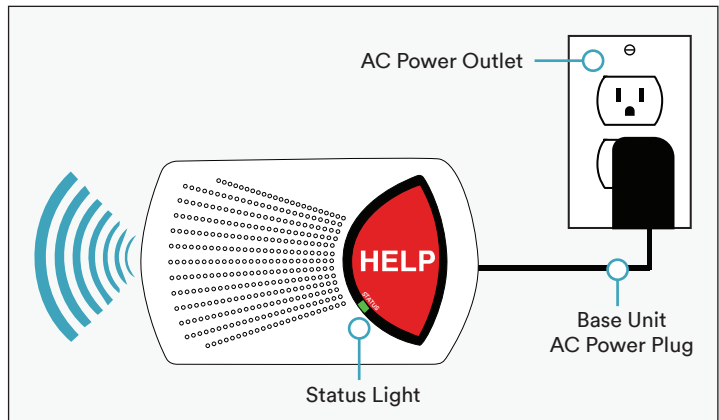 AC Power Outlet
HELP
STATUS
Base Unit
AC Power Plug
Status Light